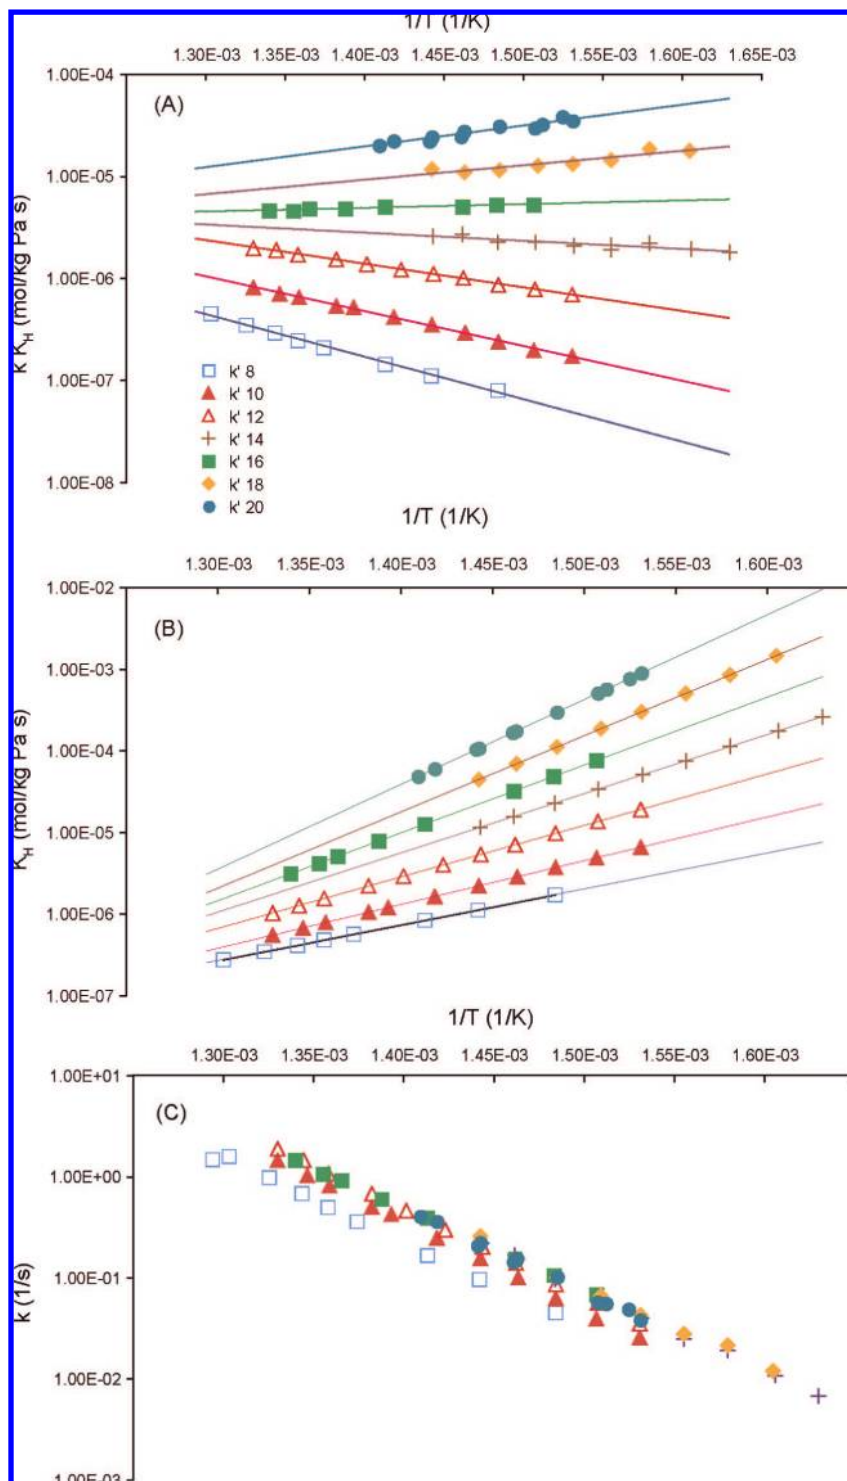 1/T (1/K)
1.30E-03 1.35E-03 1.40E-03 1.45E-03 1.50E-03 1.55E-03 1.60E-03 1.65E-03
1.00E-04
(A)
1.00E-05
1.00E-06
1.00E-07
1.00E-08
k K_H (mol/kg Pa s)
k' 8
k' 10
k' 12
k' 14
k' 16
k' 18
k' 20
1/T (1/K)
1.30E-03 1.35E-03 1.40E-03 1.45E-03 1.50E-03 1.55E-03 1.60E-03
1.00E-02
(B)
1.00E-03
1.00E-04
1.00E-05
1.00E-06
1.00E-07
K_H (mol/kg Pa s)
1/T (1/K)
1.30E-03 1.35E-03 1.40E-03 1.45E-03 1.50E-03 1.55E-03 1.60E-03
1.00E+01
(C)
1.00E+00
1.00E-01
1.00E-02
1.00E-03
k (1/s)